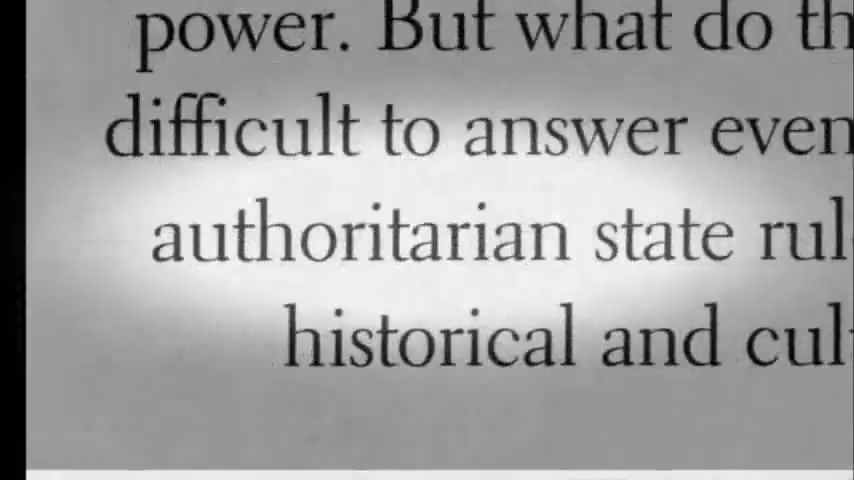 power. But what do th
difficult to answer even
authoritarian state rul
historical and cul